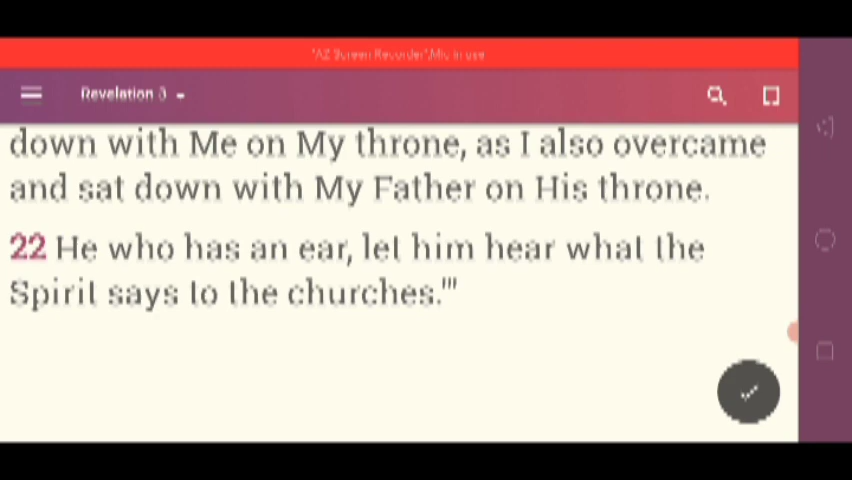 "AZ Screen Recorder",Mic in use
Revelation 3
down with Me on My throne, as I also overcame
and sat down with My Father on His throne.
22 He who has an ear, let him hear what the
Spirit says to the churches.'"